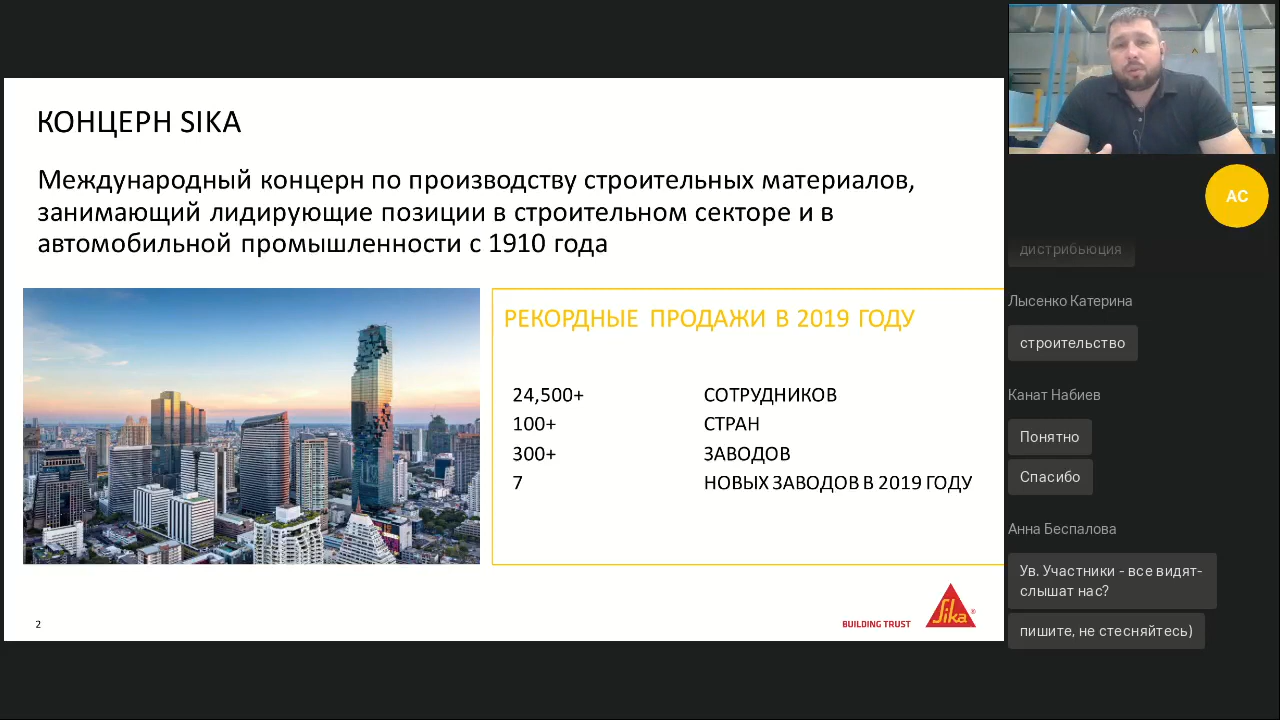 КОНЦЕРН SIKA
Международный концерн по производству строительных материалов,
занимающий лидирующие позиции в строительном секторе и в
автомобильной промышленности с 1910 года
РЕКОРДНЫЕ ПРОДАЖИ В 2019 ГОДУ
24,500+ СОТРУДНИКОВ
100+ СТРАН
300+ ЗАВОДОВ
7 НОВЫХ ЗАВОДОВ В 2019 ГОДУ
2
BUILDING TRUST
Sika®
АС
дистрибьюция
Лысенко Катерина
строительство
Канат Набиев
Понятно
Спасибо
Анна Беспалова
Ув. Участники - все видят-
слышат нас?
пишите, не стесняйтесь)